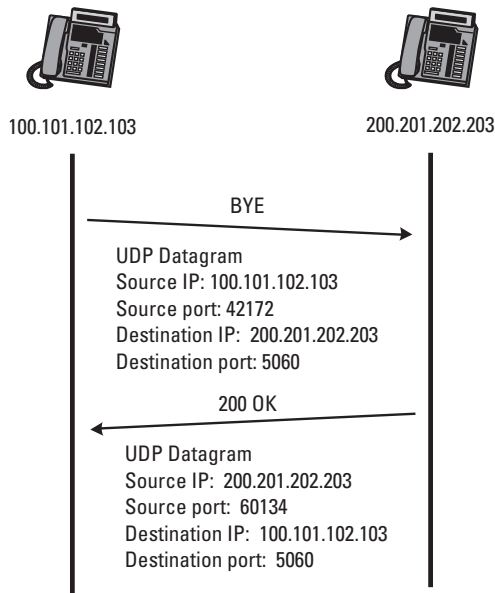 100.101.102.103
200.201.202.203
BYE
UDP Datagram
Source IP: 100.101.102.103
Source port: 42172
Destination IP: 200.201.202.203
Destination port: 5060
200 OK
UDP Datagram
Source IP: 200.201.202.203
Source port: 60134
Destination IP: 100.101.102.103
Destination port: 5060